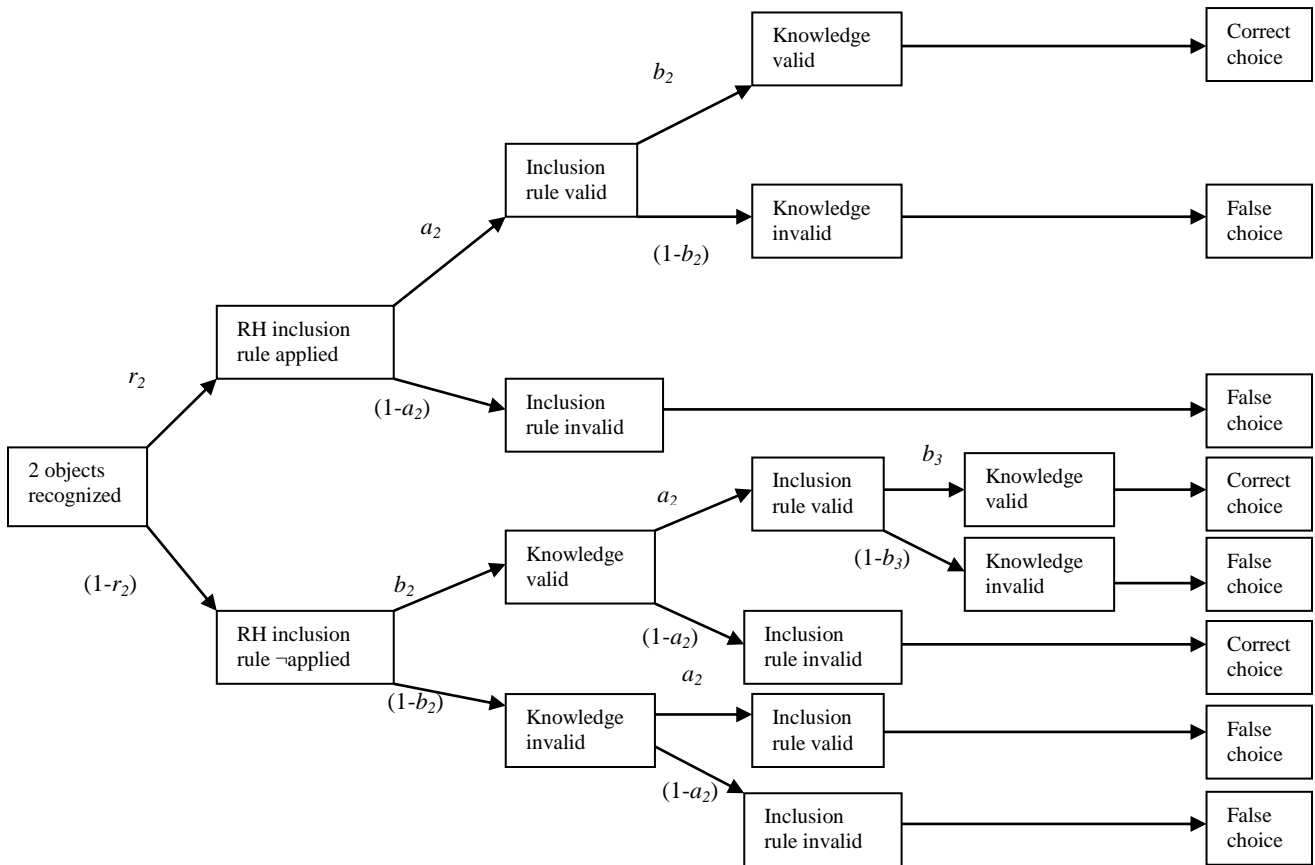 Knowledge
valid
Correct
choice
b₂
Inclusion
rule valid
Knowledge
invalid
False
choice
a₂
(1-b₂)
RH inclusion
rule applied
r₂
(1-a₂)
Inclusion
rule invalid
False
choice
2 objects
recognized
b₃
Inclusion
rule valid
Knowledge
valid
Correct
choice
a₂
Knowledge
valid
(1-b₃)
Knowledge
invalid
False
choice
(1-r₂)
b₂
RH inclusion
rule ¬applied
(1-a₂)
Inclusion
rule invalid
Correct
choice
a₂
(1-b₂)
Knowledge
invalid
Inclusion
rule valid
False
choice
(1-a₂)
Inclusion
rule invalid
False
choice